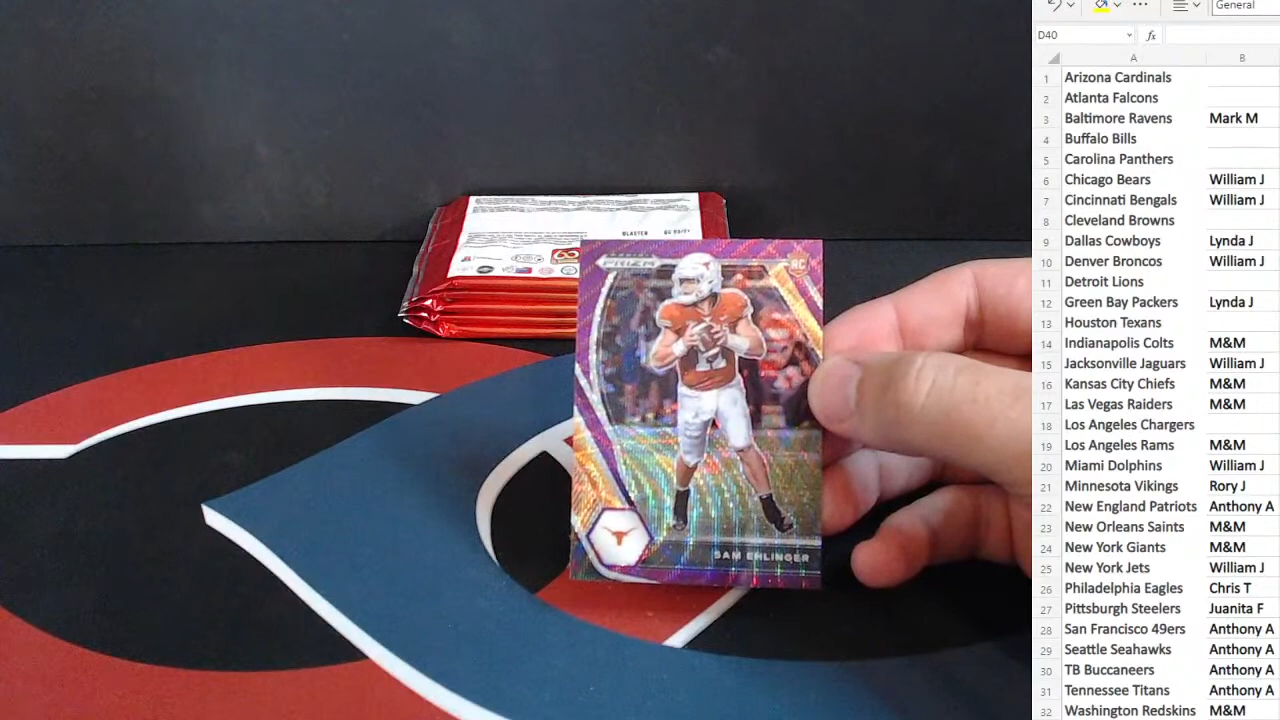 General
D40
fx
A B
1 Arizona Cardinals
2 Atlanta Falcons
3 Baltimore Ravens Mark M
4 Buffalo Bills
5 Carolina Panthers
6 Chicago Bears William J
7 Cincinnati Bengals William J
8 Cleveland Browns
9 Dallas Cowboys Lynda J
10 Denver Broncos William J
11 Detroit Lions
12 Green Bay Packers Lynda J
13 Houston Texans
14 Indianapolis Colts M&M
15 Jacksonville Jaguars William J
16 Kansas City Chiefs M&M
17 Las Vegas Raiders M&M
18 Los Angeles Chargers
19 Los Angeles Rams M&M
20 Miami Dolphins William J
21 Minnesota Vikings Rory J
22 New England Patriots Anthony A
23 New Orleans Saints M&M
24 New York Giants M&M
25 New York Jets William J
26 Philadelphia Eagles Chris T
27 Pittsburgh Steelers Juanita F
28 San Francisco 49ers Anthony A
29 Seattle Seahawks Anthony A
30 TB Buccaneers Anthony A
31 Tennessee Titans Anthony A
32 Washington Redskins M&M
BLASTER
PRIZM
RC
SAM EHLINGER